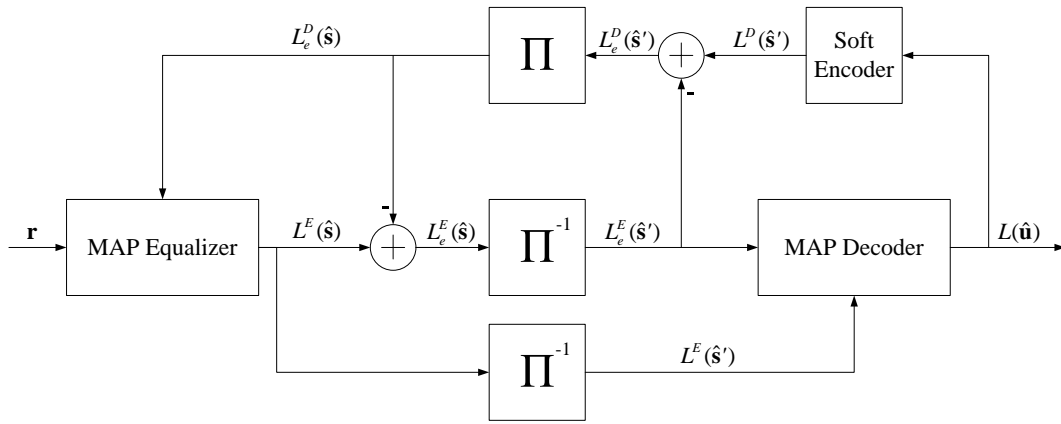 L_e^D(ŝ)
∏
L_e^D(ŝ′)
+
L^D(ŝ′)
Soft
Encoder
-
r
MAP Equalizer
L^E(ŝ)
-
+
L_e^E(ŝ)
∏^-1
L_e^E(ŝ′)
MAP Decoder
L(û)
∏^-1
L^E(ŝ′)